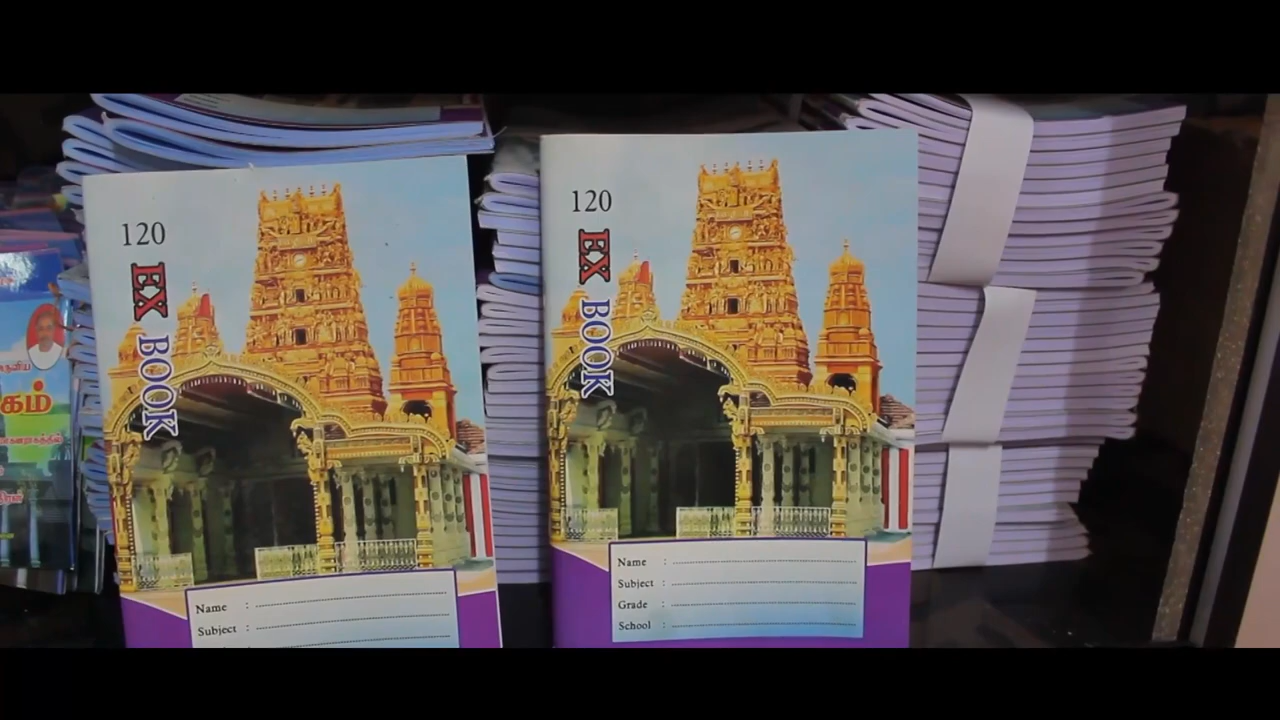 கம்
120
EX BOOK
Name :
Subject :
120
EX BOOK
Name :
Subject :
Grade :
School :